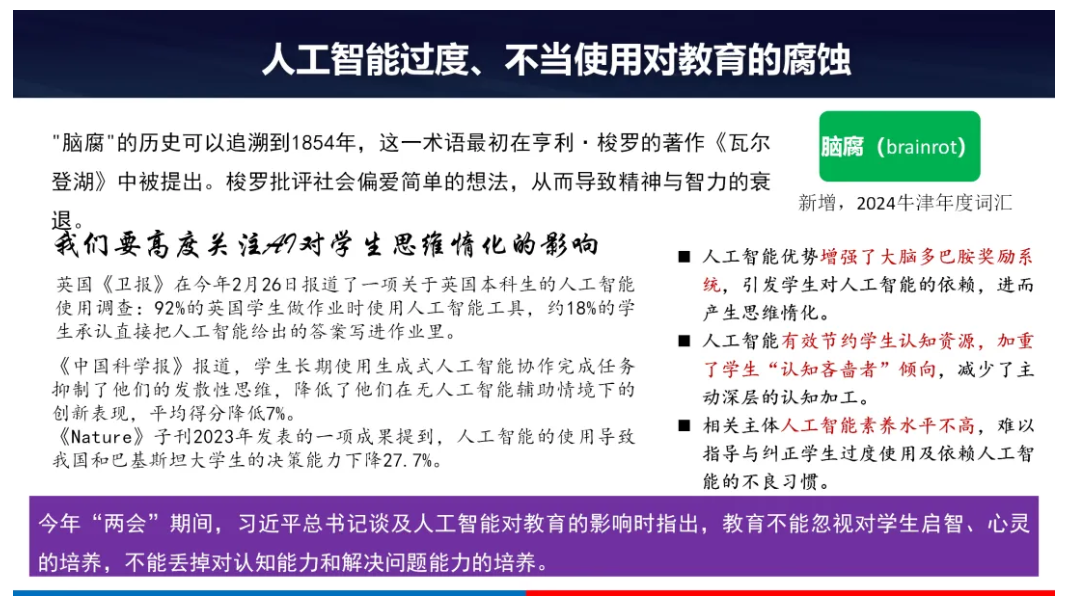 人工智能过度、不当使用对教育的腐蚀
"脑腐"的历史可以追溯到1854年，这一术语最初在亨利·梭罗的著作《瓦尔
登湖》中被提出。梭罗批评社会偏爱简单的想法，从而导致精神与智力的衰
退。
脑腐（brainrot）
新增，2024牛津年度词汇
我们要高度关注AI对学生思维惰化的影响
英国《卫报》在今年2月26日报道了一项关于英国本科生的人工智能
使用调查：92%的英国学生做作业时使用人工智能工具，约18%的学
生承认直接把人工智能给出的答案写进作业里。
《中国科学报》报道，学生长期使用生成式人工智能协作完成任务
抑制了他们的发散性思维，降低了他们在无人工智能辅助情境下的
创新表现，平均得分降低7%。
《Nature》子刊2023年发表的一项成果提到，人工智能的使用导致
我国和巴基斯坦大学生的决策能力下降27.7%。
■ 人工智能优势增强了大脑多巴胺奖励系
统，引发学生对人工智能的依赖，进而
产生思维惰化。
■ 人工智能有效节约学生认知资源，加重
了学生“认知吝啬者”倾向，减少了主
动深层的认知加工。
■ 相关主体人工智能素养水平不高，难以
指导与纠正学生过度使用及依赖人工智
能的不良习惯。
今年“两会”期间，习近平总书记谈及人工智能对教育的影响时指出，教育不能忽视对学生启智、心灵
的培养，不能丢掉对认知能力和解决问题能力的培养。